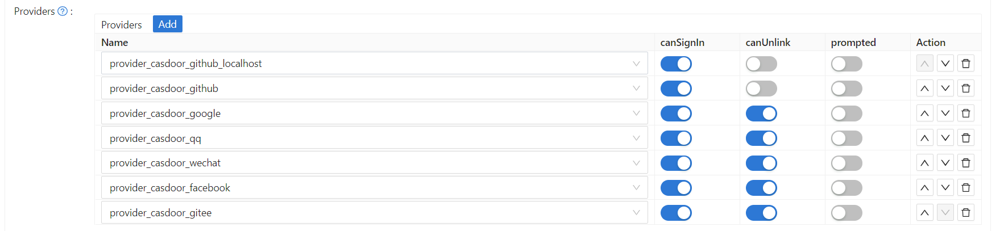 Providers ? :
Providers Add
Name canSignIn canUnlink prompted Action
provider_casdoor_github_localhost
provider_casdoor_github
provider_casdoor_google
provider_casdoor_qq
provider_casdoor_wechat
provider_casdoor_facebook
provider_casdoor_gitee